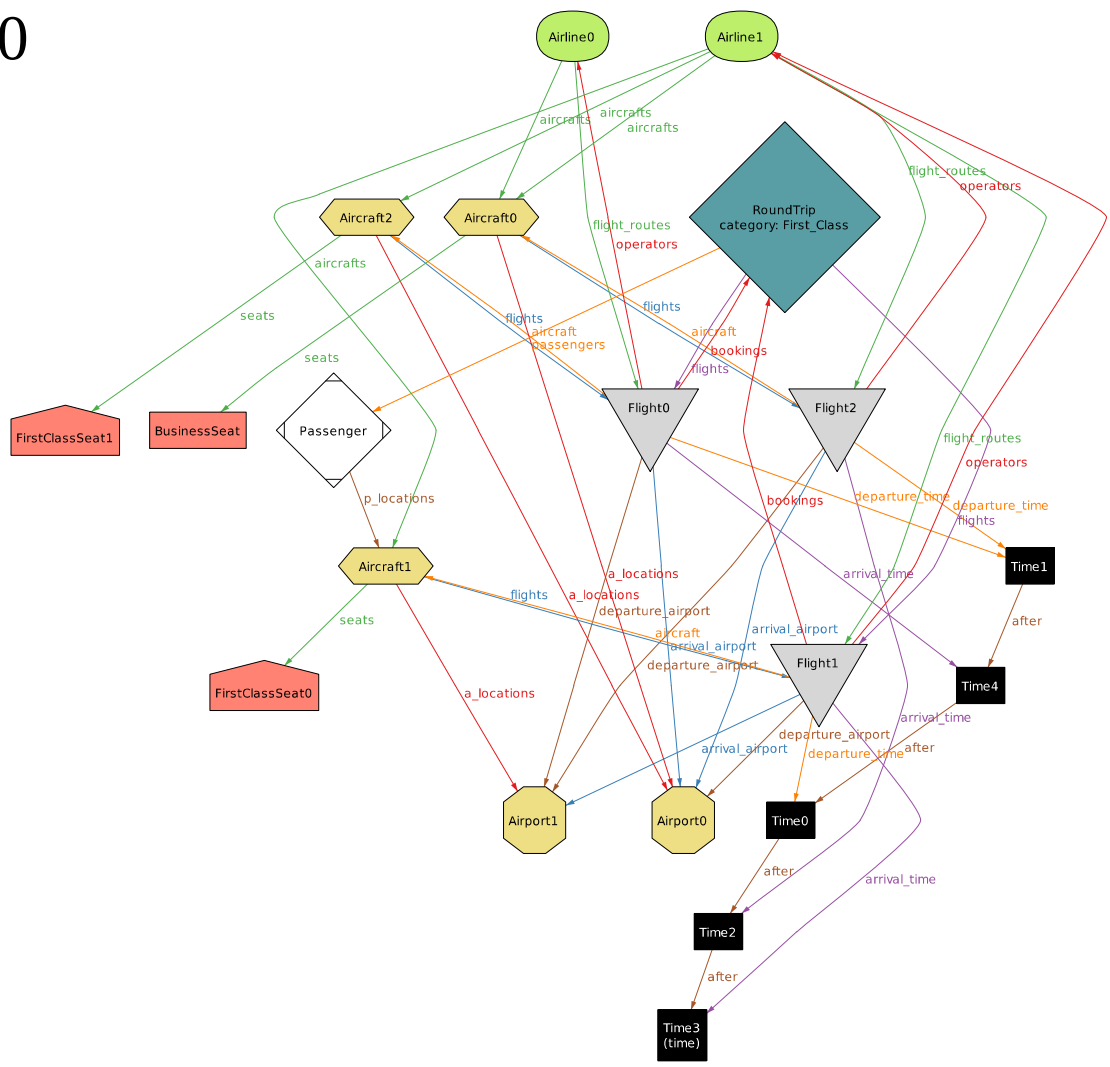 0
Airline0
Airline1
aircrafts
aircrafts
aircrafts
flight_routes
operators
RoundTrip
category: First_Class
Aircraft2
Aircraft0
flight_routes
operators
aircrafts
seats
flights
flights
aircraft
passengers
aircraft
bookings
flights
seats
FirstClassSeat1
BusinessSeat
Passenger
Flight0
Flight2
flight_routes
operators
p_locations
departure_time
departure_time
bookings
flights
Aircraft1
Time1
a_locations
arrival_time
flights
a_locations
departure_airport
seats
after
aircraft
arrival_airport
arrival_airport
departure_airport
Flight1
FirstClassSeat0
a_locations
Time4
arrival_time
departure_airport
arrival_airport
departure_time
after
Airport1
Airport0
Time0
after
arrival_time
Time2
after
Time3
(time)